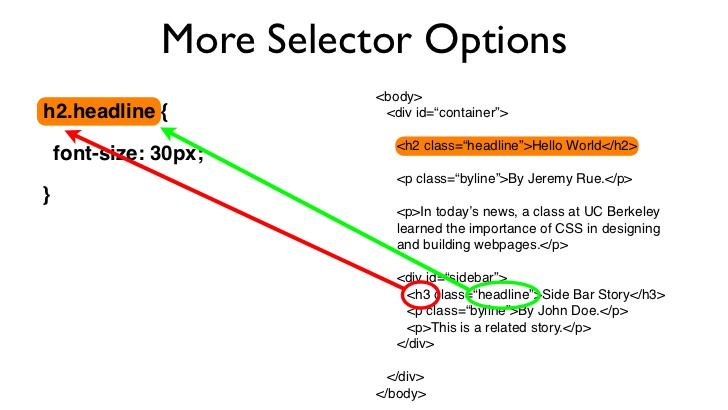 More Selector Options
h2.headline {
font-size: 30px;
}
<body>
<div id=“container”>
<h2 class=“headline”>Hello World</h2>
<p class=“byline”>By Jeremy Rue.</p>
<p>In today’s news, a class at UC Berkeley
learned the importance of CSS in designing
and building webpages.</p>
<div id=“sidebar”>
<h3 class=“headline”>Side Bar Story</h3>
<p class=“byline”>By John Doe.</p>
<p>This is a related story.</p>
</div>
</div>
</body>